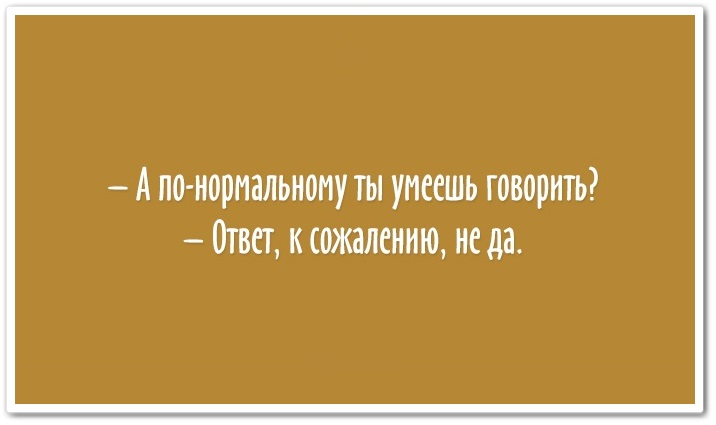 – А по-нормальному ты умеешь говорить?
– Ответ, к сожалению, не да.